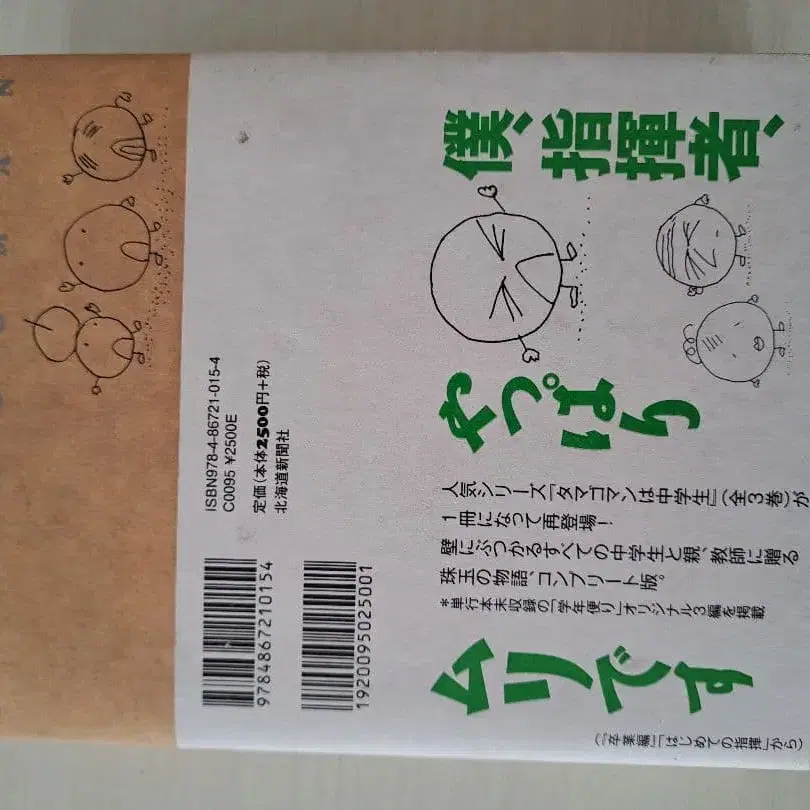 僕、指揮者、
やっぱり
人気シリーズ「タマゴマンは中学生」(全3巻)が
1冊になって再登場!
壁にぶつかるすべての中学生と親、教師に贈る
珠玉の物語、コンプリート版。
*単行本未収録の「学年便り」オリジナル3編を掲載
ムリです
(「卒業編」「はじめての指揮」から)
ISBN978-4-86721-015-4
C0095 ¥2500E
定価(本体2500円+税)
北海道新聞社
9784867210154
1920095025001
O M A N